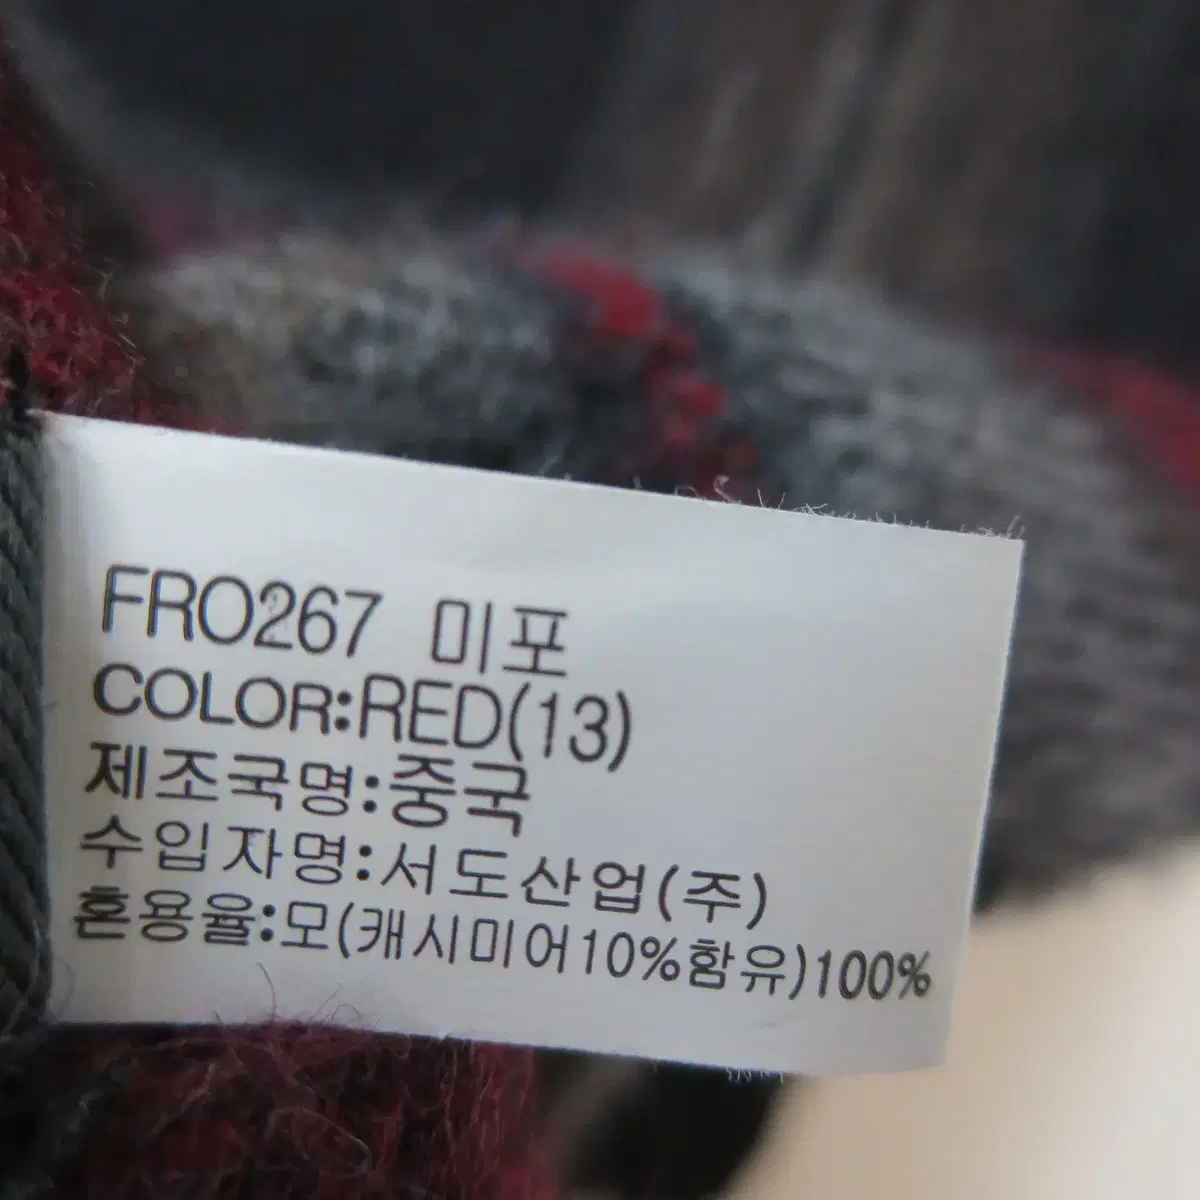 FRO267 미포
COLOR:RED(13)
제조국명:중국
수입자명:서도산업(주)
혼용율:모(캐시미어10%함유)100%